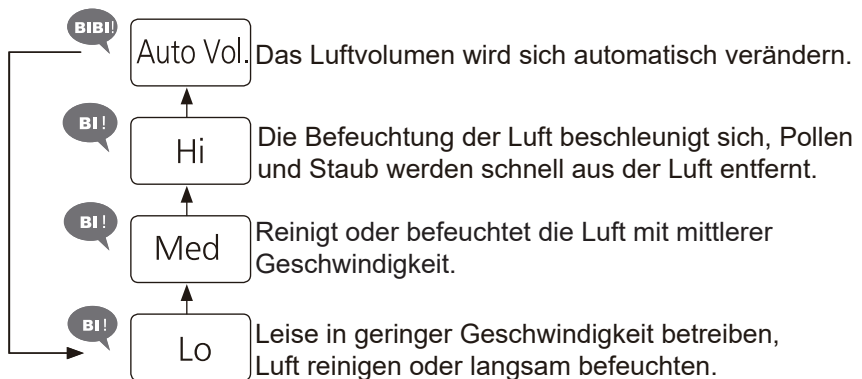 BIBI!
Auto Vol.
Das Luftvolumen wird sich automatisch verändern.
BI!
Hi
Die Befeuchtung der Luft beschleunigt sich, Pollen
und Staub werden schnell aus der Luft entfernt.
BI!
Med
Reinigt oder befeuchtet die Luft mit mittlerer
Geschwindigkeit.
BI!
Lo
Leise in geringer Geschwindigkeit betreiben,
Luft reinigen oder langsam befeuchten.